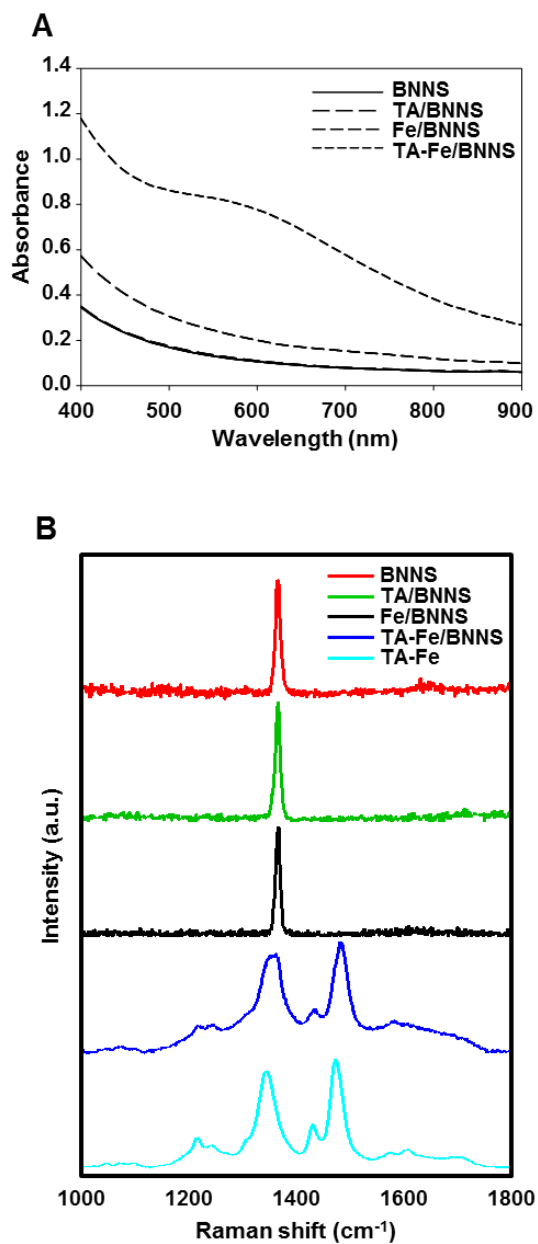 A
BNNS
TA/BNNS
Fe/BNNS
TA-Fe/BNNS
Absorbance
1.4
1.2
1.0
0.8
0.6
0.4
0.2
0.0
400 500 600 700 800 900
Wavelength (nm)
B
BNNS
TA/BNNS
Fe/BNNS
TA-Fe/BNNS
TA-Fe
Intensity (a.u.)
1000 1200 1400 1600 1800
Raman shift (cm⁻¹)